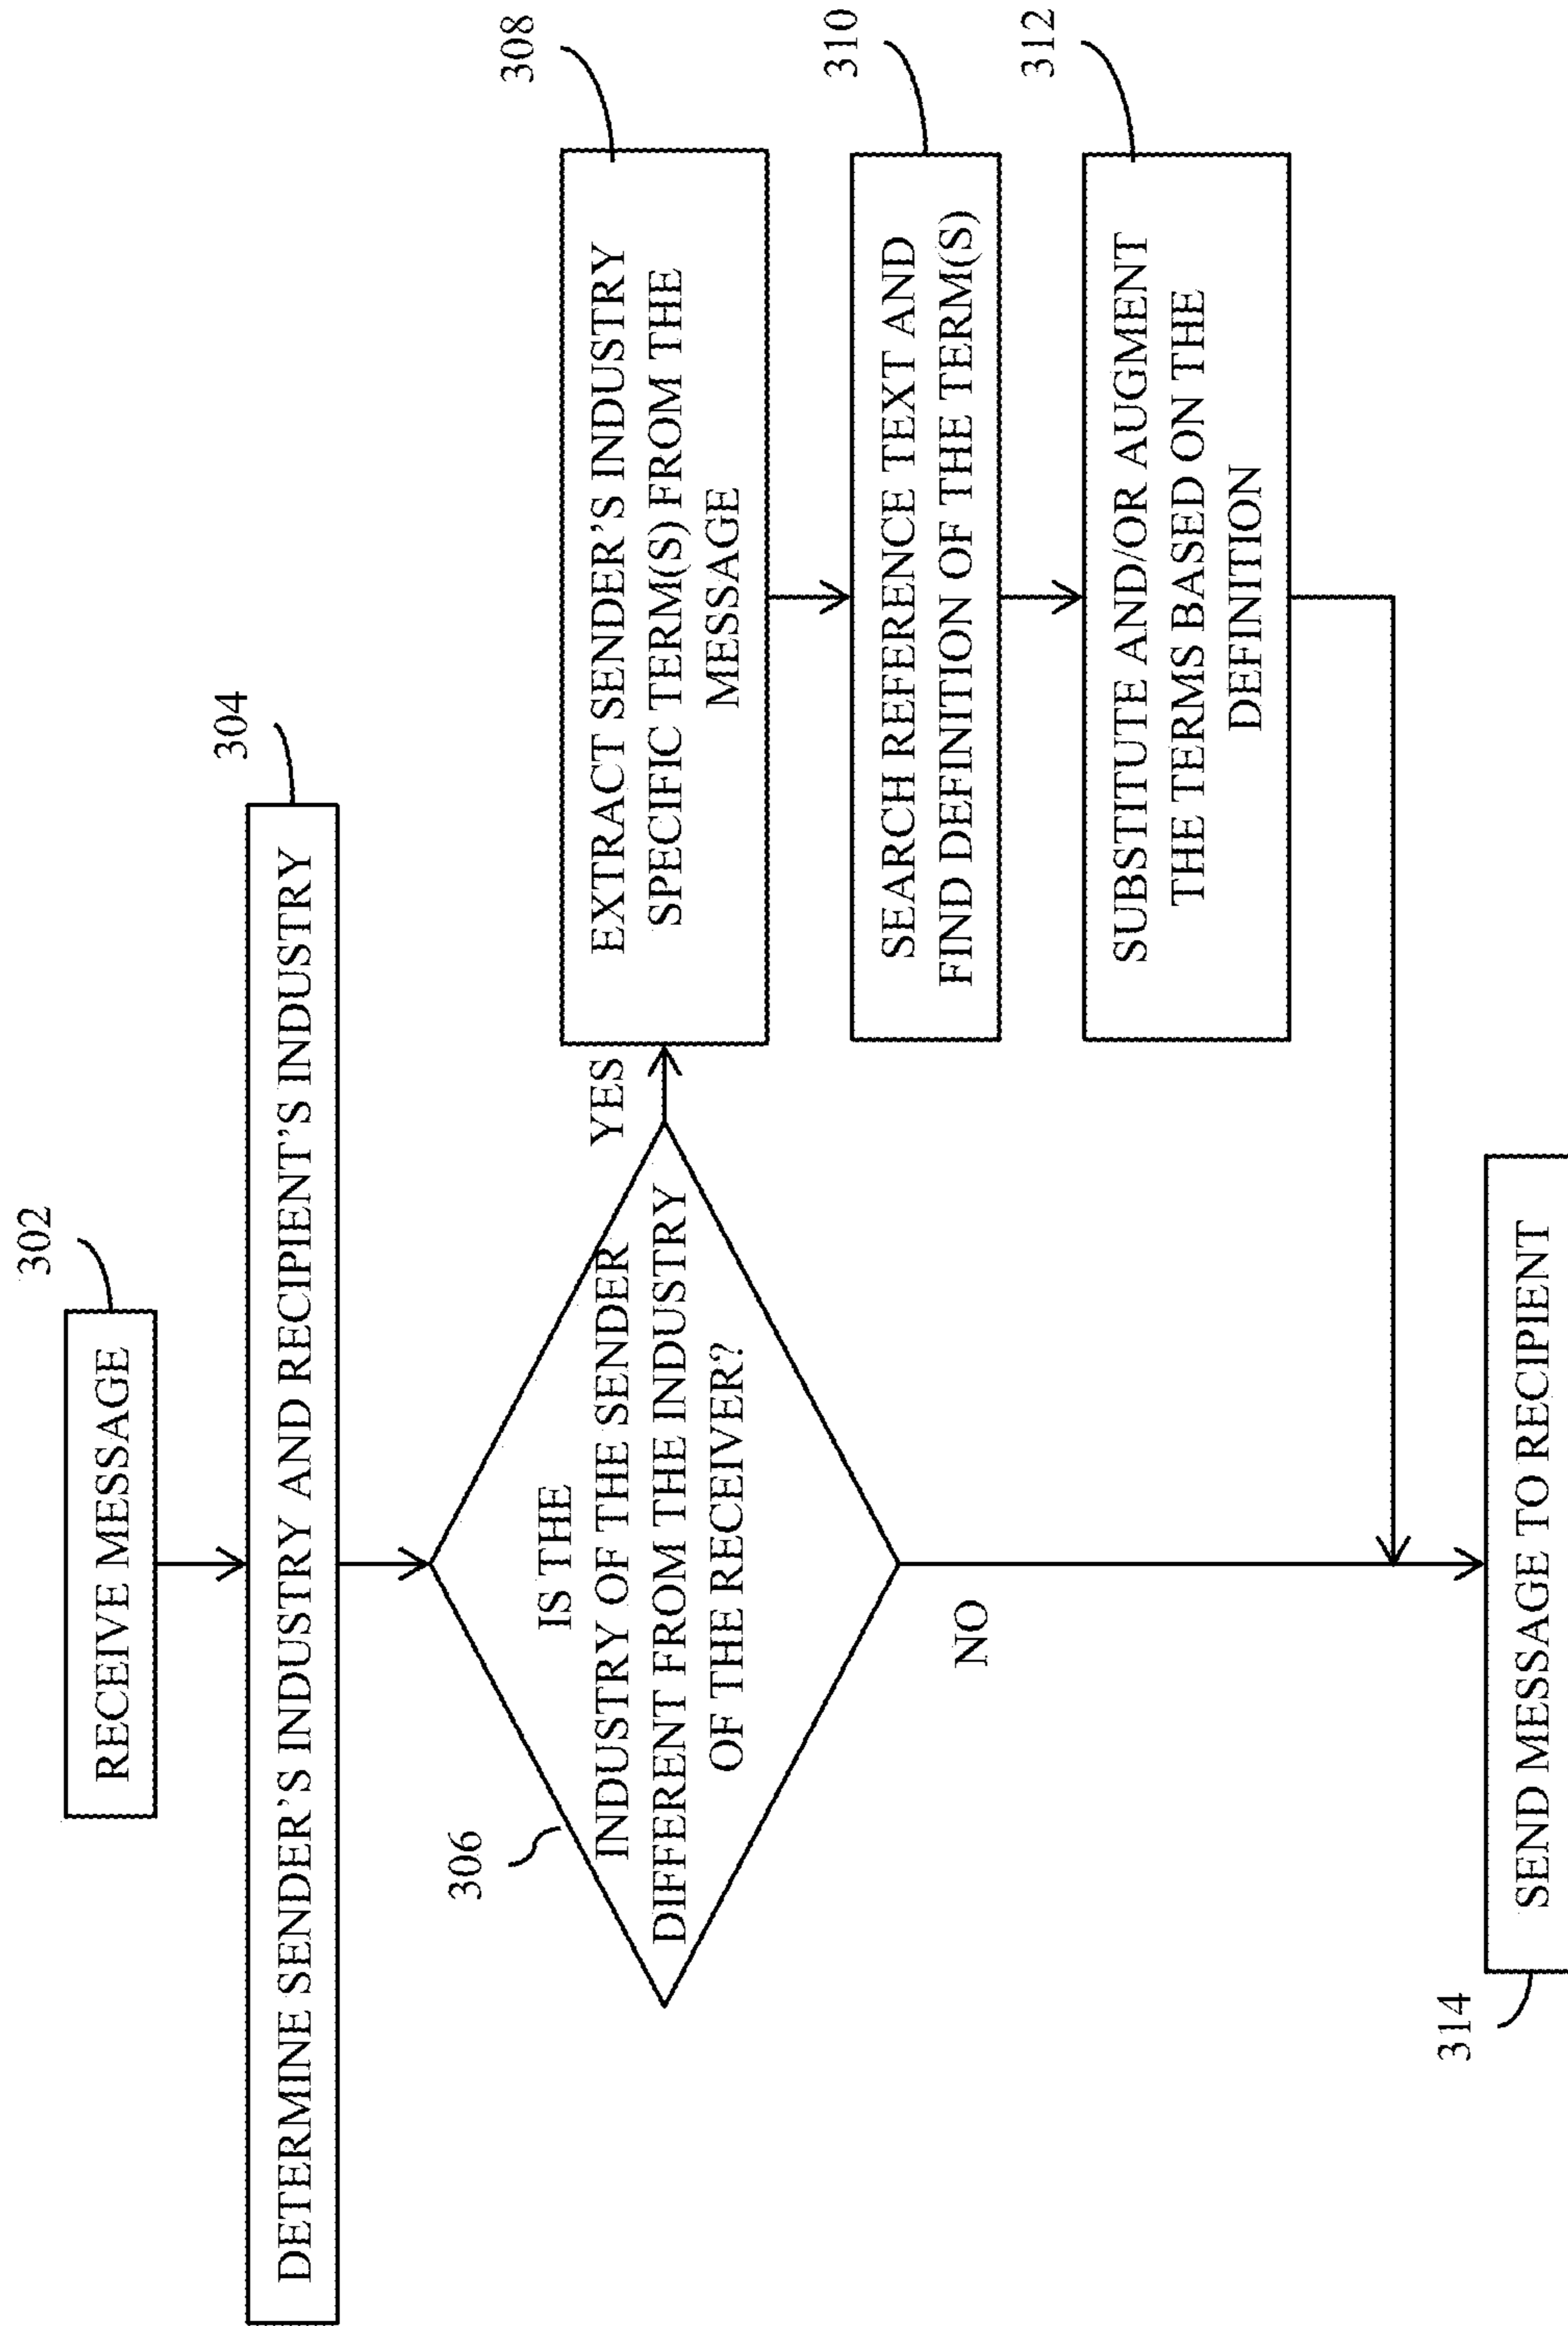 302
RECEIVE MESSAGE
304
DETERMINE SENDER'S INDUSTRY AND RECIPIENT'S INDUSTRY
306
IS THE
INDUSTRY OF THE SENDER
DIFFERENT FROM THE INDUSTRY
OF THE RECEIVER?
YES
NO
308
EXTRACT SENDER'S INDUSTRY
SPECIFIC TERM(S) FROM THE
MESSAGE
310
SEARCH REFERENCE TEXT AND
FIND DEFINITION OF THE TERM(S)
312
SUBSTITUTE AND/OR AUGMENT
THE TERMS BASED ON THE
DEFINITION
314
SEND MESSAGE TO RECIPIENT